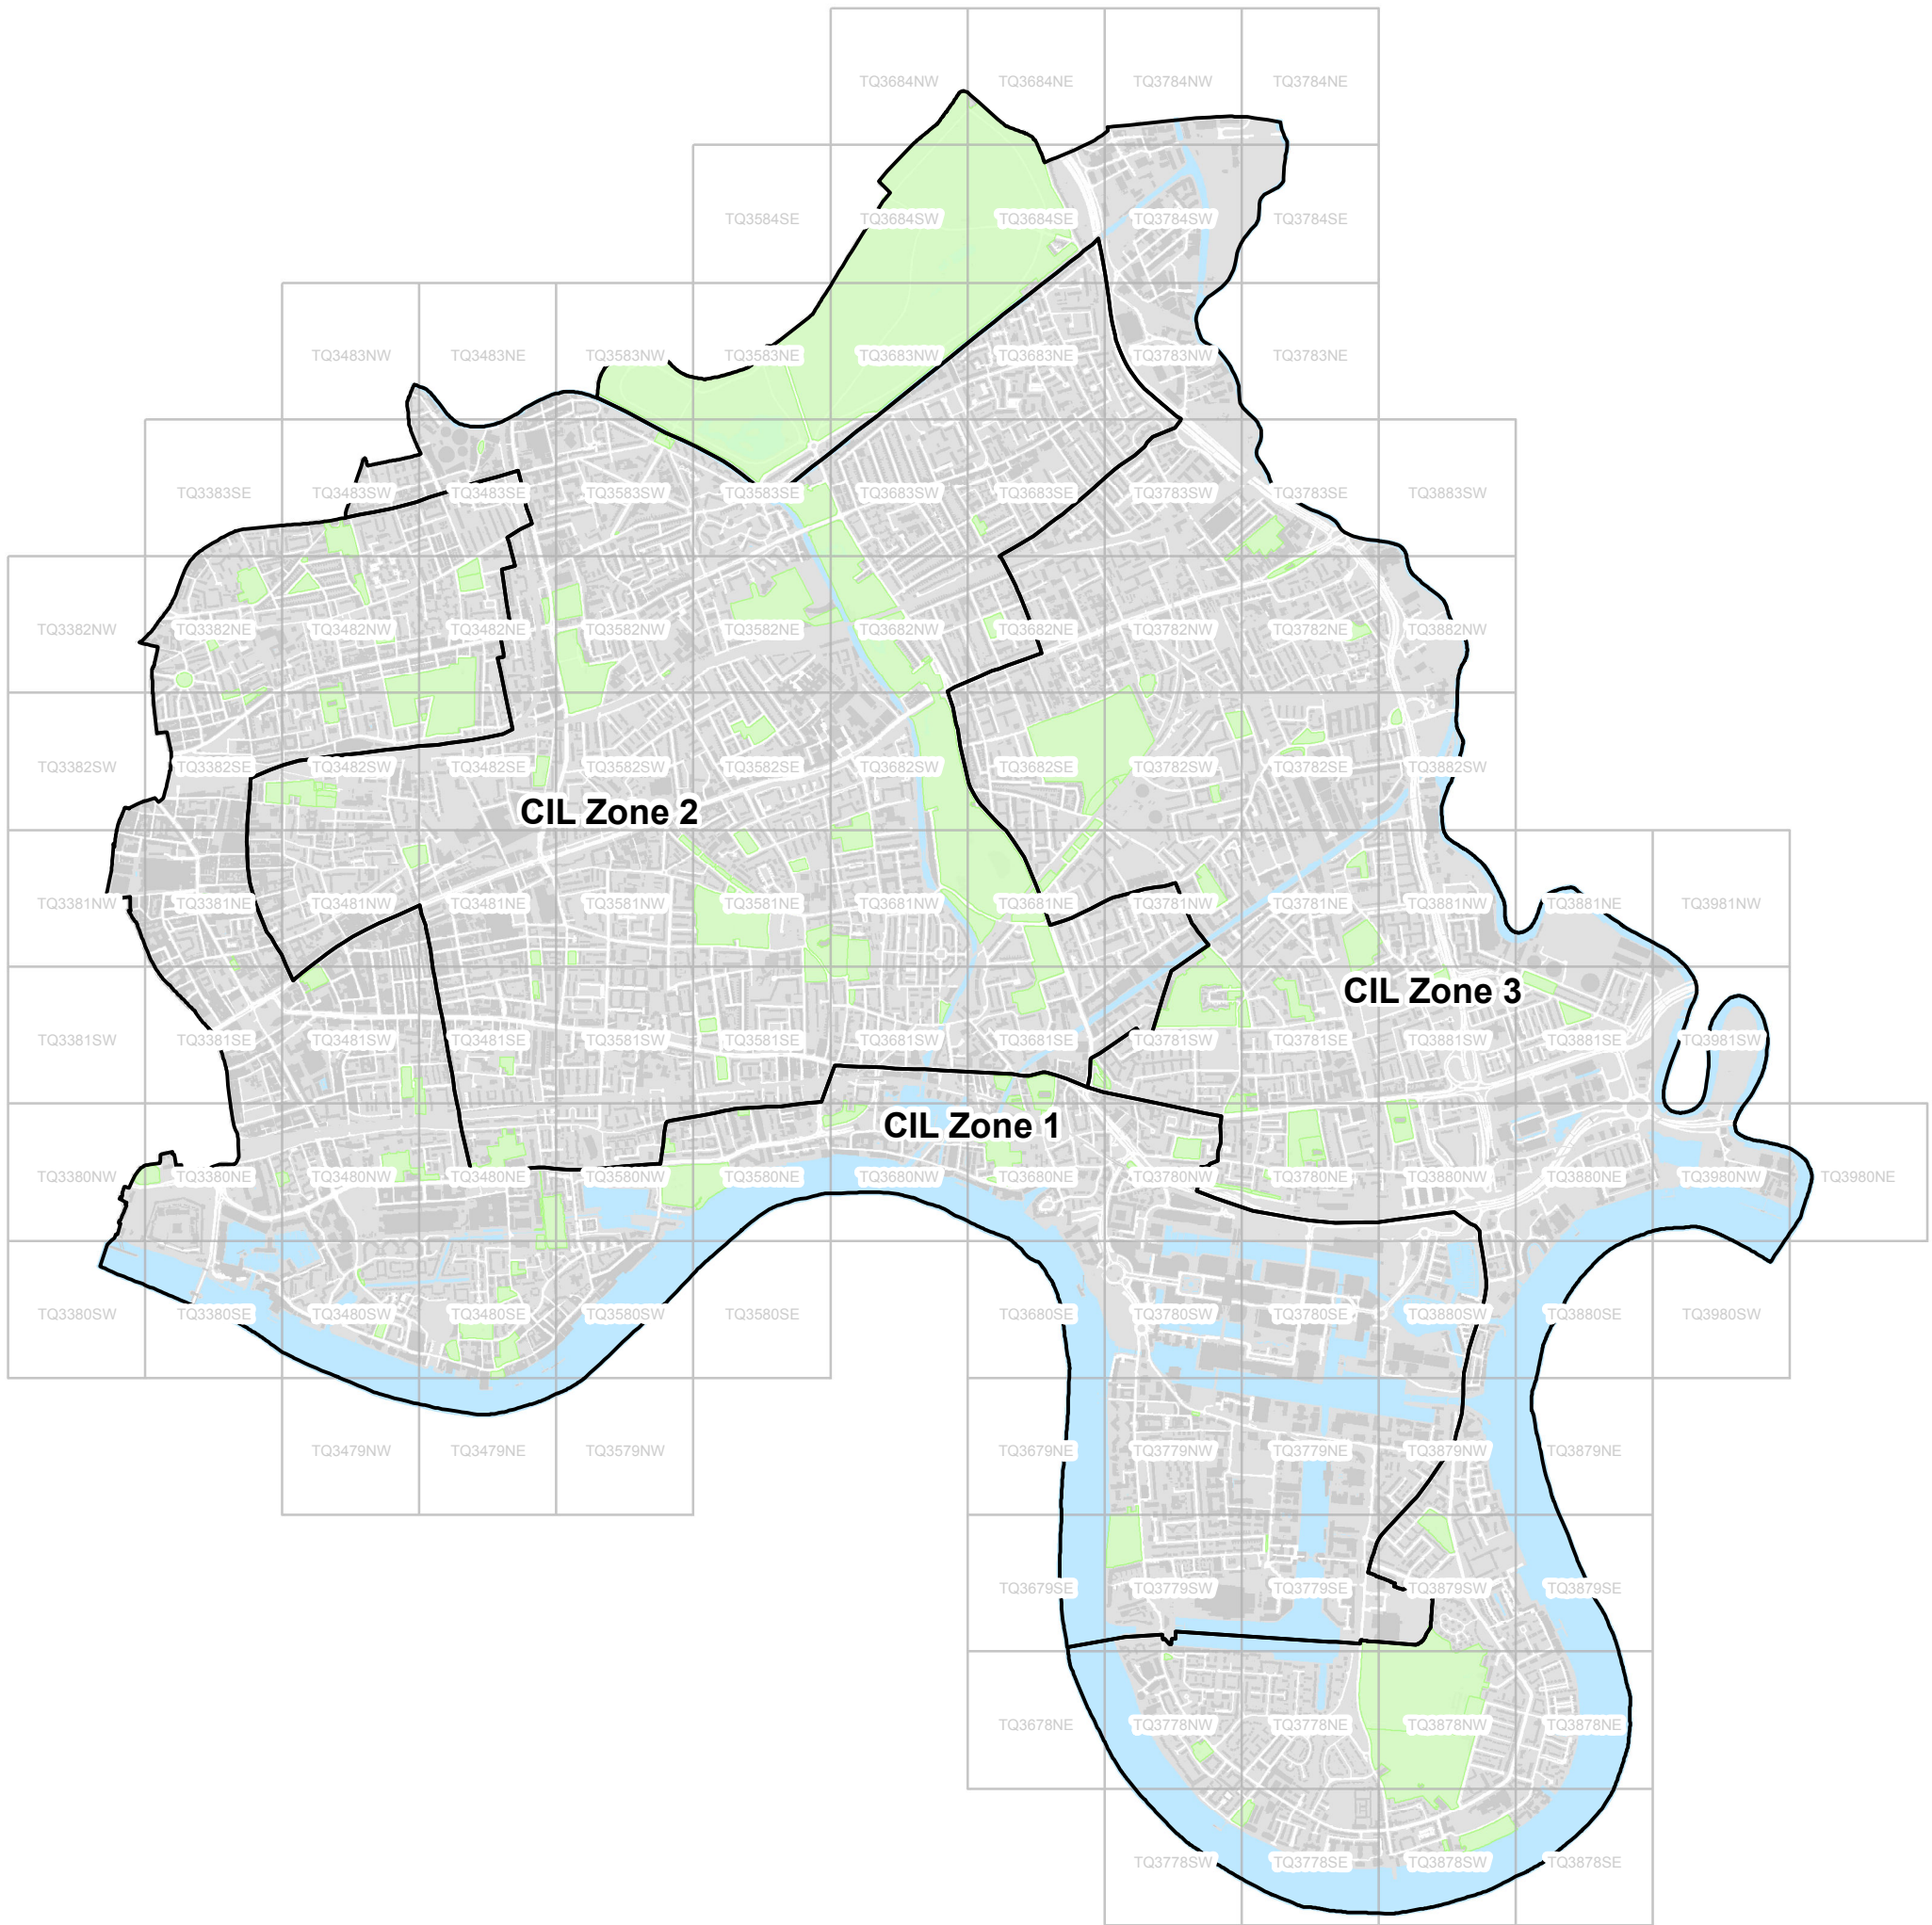 TQ3684NW TQ3684NE TQ3784NW TQ3784NE
TQ3584SE TQ3684SW TQ3684SE TQ3784SW TQ3784SE
TQ3483NW TQ3483NE TQ3583NW TQ3583NE TQ3683NW TQ3683NE TQ3783NW TQ3783NE
TQ3383SE TQ3483SW TQ3483SE TQ3583SW TQ3583SE TQ3683SW TQ3683SE TQ3783SW TQ3783SE TQ3883SW
TQ3382NW TQ3382NE TQ3482NW TQ3482NE TQ3582NW TQ3582NE TQ3682NW TQ3682NE TQ3782NW TQ3782NE TQ3882NW
TQ3382SW TQ3382SE TQ3482SW TQ3482SE TQ3582SW TQ3582SE TQ3682SW TQ3682SE TQ3782SW TQ3782SE TQ3882SW
CIL Zone 2
TQ3381NW TQ3381NE TQ3481NW TQ3481NE TQ3581NW TQ3581NE TQ3681NW TQ3681NE TQ3781NW TQ3781NE TQ3881NW TQ3881NE TQ3981NW
CIL Zone 3
TQ3381SW TQ3381SE TQ3481SW TQ3481SE TQ3581SW TQ3581SE TQ3681SW TQ3681SE TQ3781SW TQ3881SW TQ3881SE TQ3981SW
CIL Zone 1
TQ3380NW TQ3380NE TQ3480NW TQ3480NE TQ3580NW TQ3580NE TQ3680NW TQ3680NE TQ3780NW TQ3780NE TQ3880NW TQ3880NE TQ3980NW TQ3980NE
TQ3380SW TQ3380SE TQ3480SW TQ3480SE TQ3580SW TQ3580SE TQ3680SE TQ3780SW TQ3780SE TQ3880SW TQ3880SE TQ3980SW
TQ3479NW TQ3479NE TQ3579NW TQ3679NE TQ3779NW TQ3779NE TQ3879NW TQ3879NE
TQ3679SE TQ3779SW TQ3779SE TQ3879SW TQ3879SE
TQ3678NE TQ3778NW TQ3778NE TQ3878NW TQ3878NE
TQ3778SW TQ3778SE TQ3878SW TQ3878SE